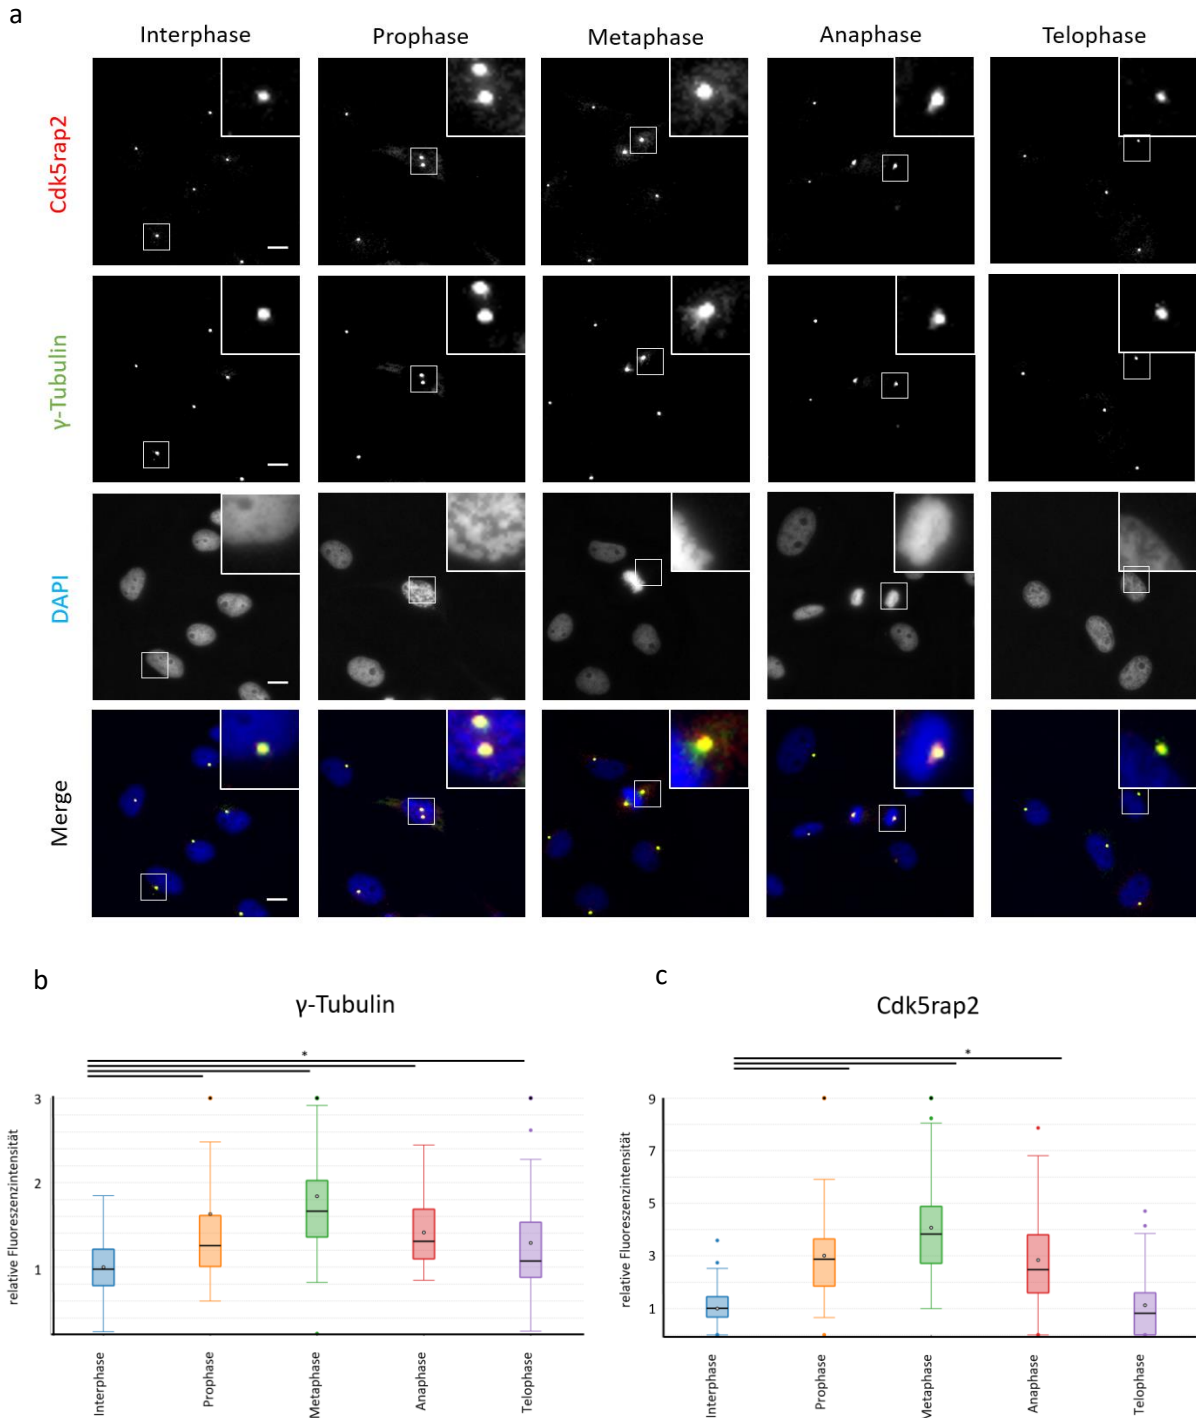 a
Interphase Prophase Metaphase Anaphase Telophase
Cdk5rap2
γ-Tubulin
DAPI
Merge
b
γ-Tubulin
*
relative Fluoreszenzintensität
3
2
1
Interphase Prophase Metaphase Anaphase Telophase
c
Cdk5rap2
*
relative Fluoreszenzintensität
9
7
5
3
1
Interphase Prophase Metaphase Anaphase Telophase